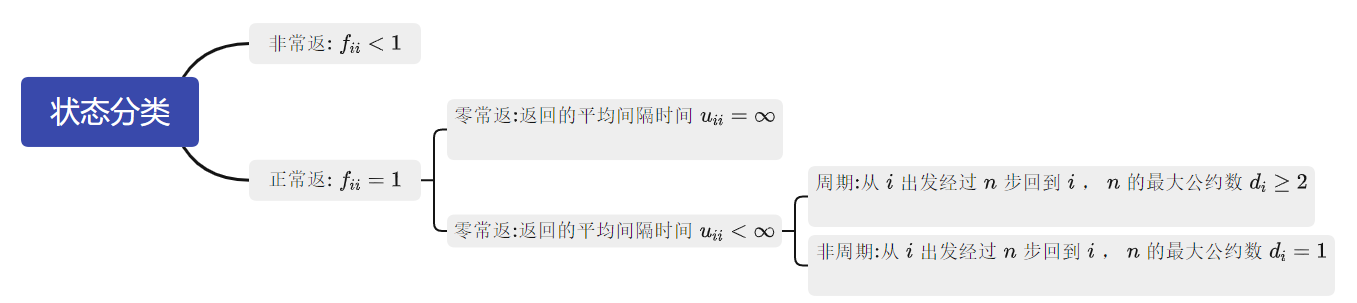 状态分类
非常返: $f_{ii} < 1$
正常返: $f_{ii} = 1$
零常返:返回的平均间隔时间 $u_{ii} = \infty$
零常返:返回的平均间隔时间 $u_{ii} < \infty$
周期:从 $i$ 出发经过 $n$ 步回到 $i$ ， $n$ 的最大公约数 $d_i \geq 2$
非周期:从 $i$ 出发经过 $n$ 步回到 $i$ ， $n$ 的最大公约数 $d_i = 1$